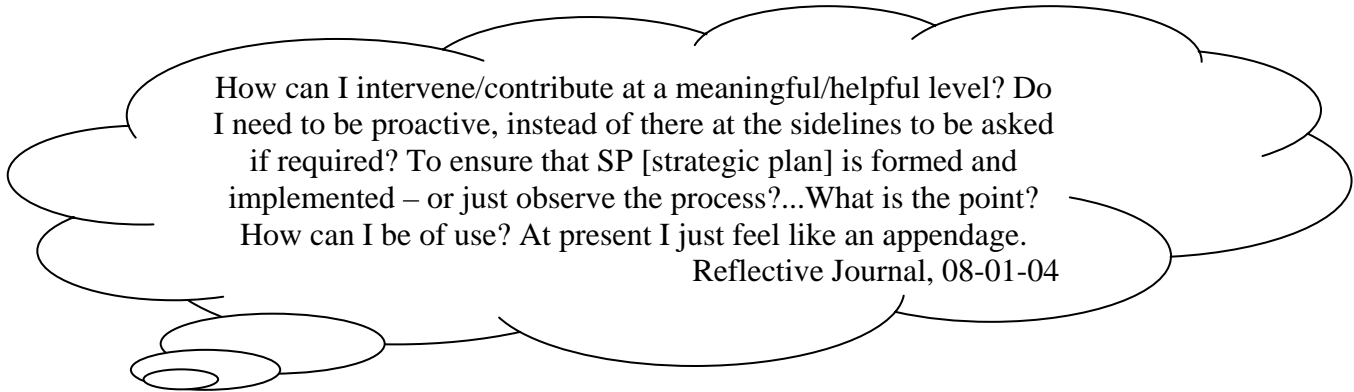 How can I intervene/contribute at a meaningful/helpful level? Do
I need to be proactive, instead of there at the sidelines to be asked
if required? To ensure that SP [strategic plan] is formed and
implemented – or just observe the process?...What is the point?
How can I be of use? At present I just feel like an appendage.
Reflective Journal, 08-01-04